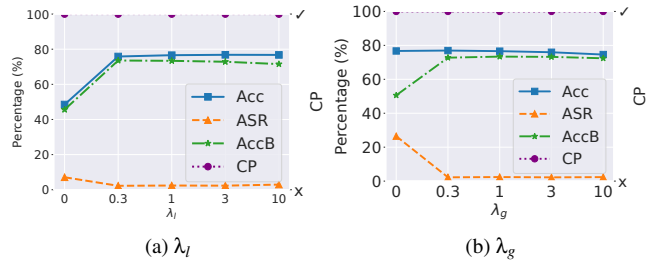 100
80
60
40
20
0
Percentage (%)
Acc
ASR
AccB
CP
✓
x
CP
0 0.3 1 3 10
λl
(a) λl
100
80
60
40
20
0
Percentage (%)
Acc
ASR
AccB
CP
✓
x
CP
0 0.3 1 3 10
λg
(b) λg